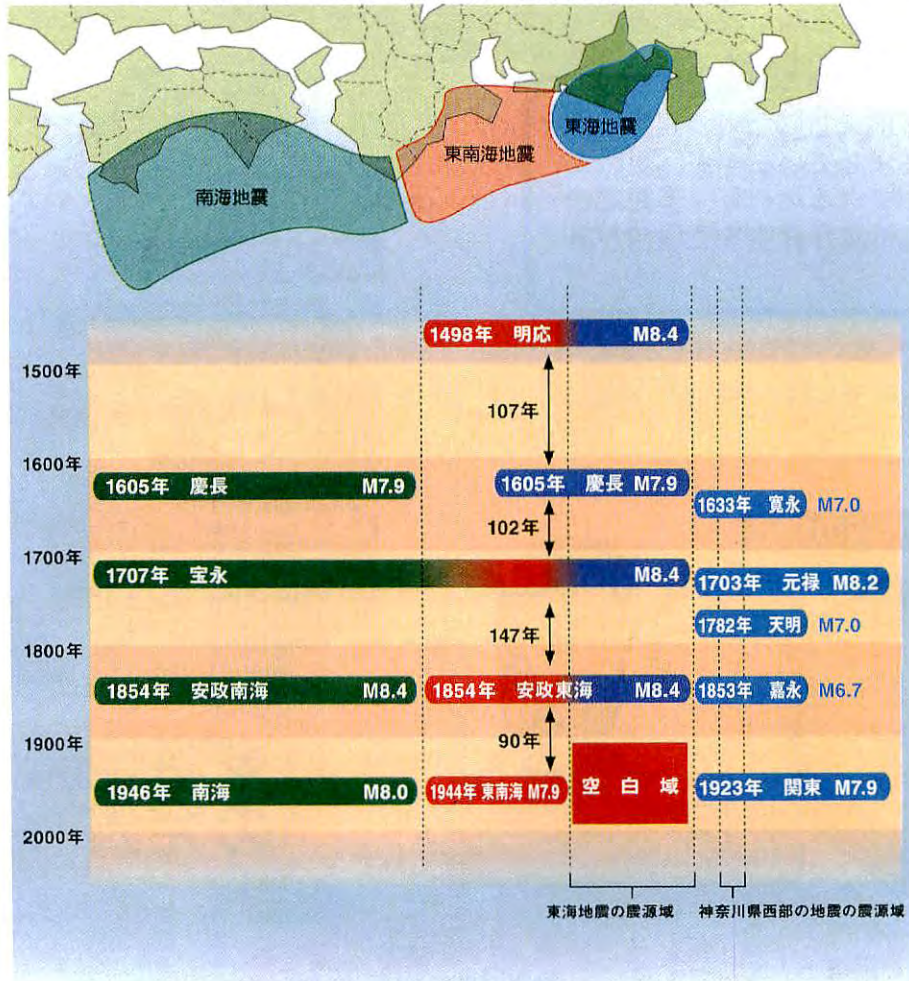 東海地震
東南海地震
南海地震
1498年 明応 M8.4
1500年
107年
1600年
1605年 慶長 M7.9
1605年 慶長 M7.9
1633年 寛永 M7.0
102年
1700年
1707年 宝永 M8.4
1703年 元禄 M8.2
1782年 天明 M7.0
147年
1800年
1854年 安政南海 M8.4
1854年 安政東海 M8.4
1853年 嘉永 M6.7
90年
1900年
空白域
1946年 南海 M8.0
1944年 東南海 M7.9
1923年 関東 M7.9
2000年
東海地震の震源域
神奈川県西部の地震の震源域